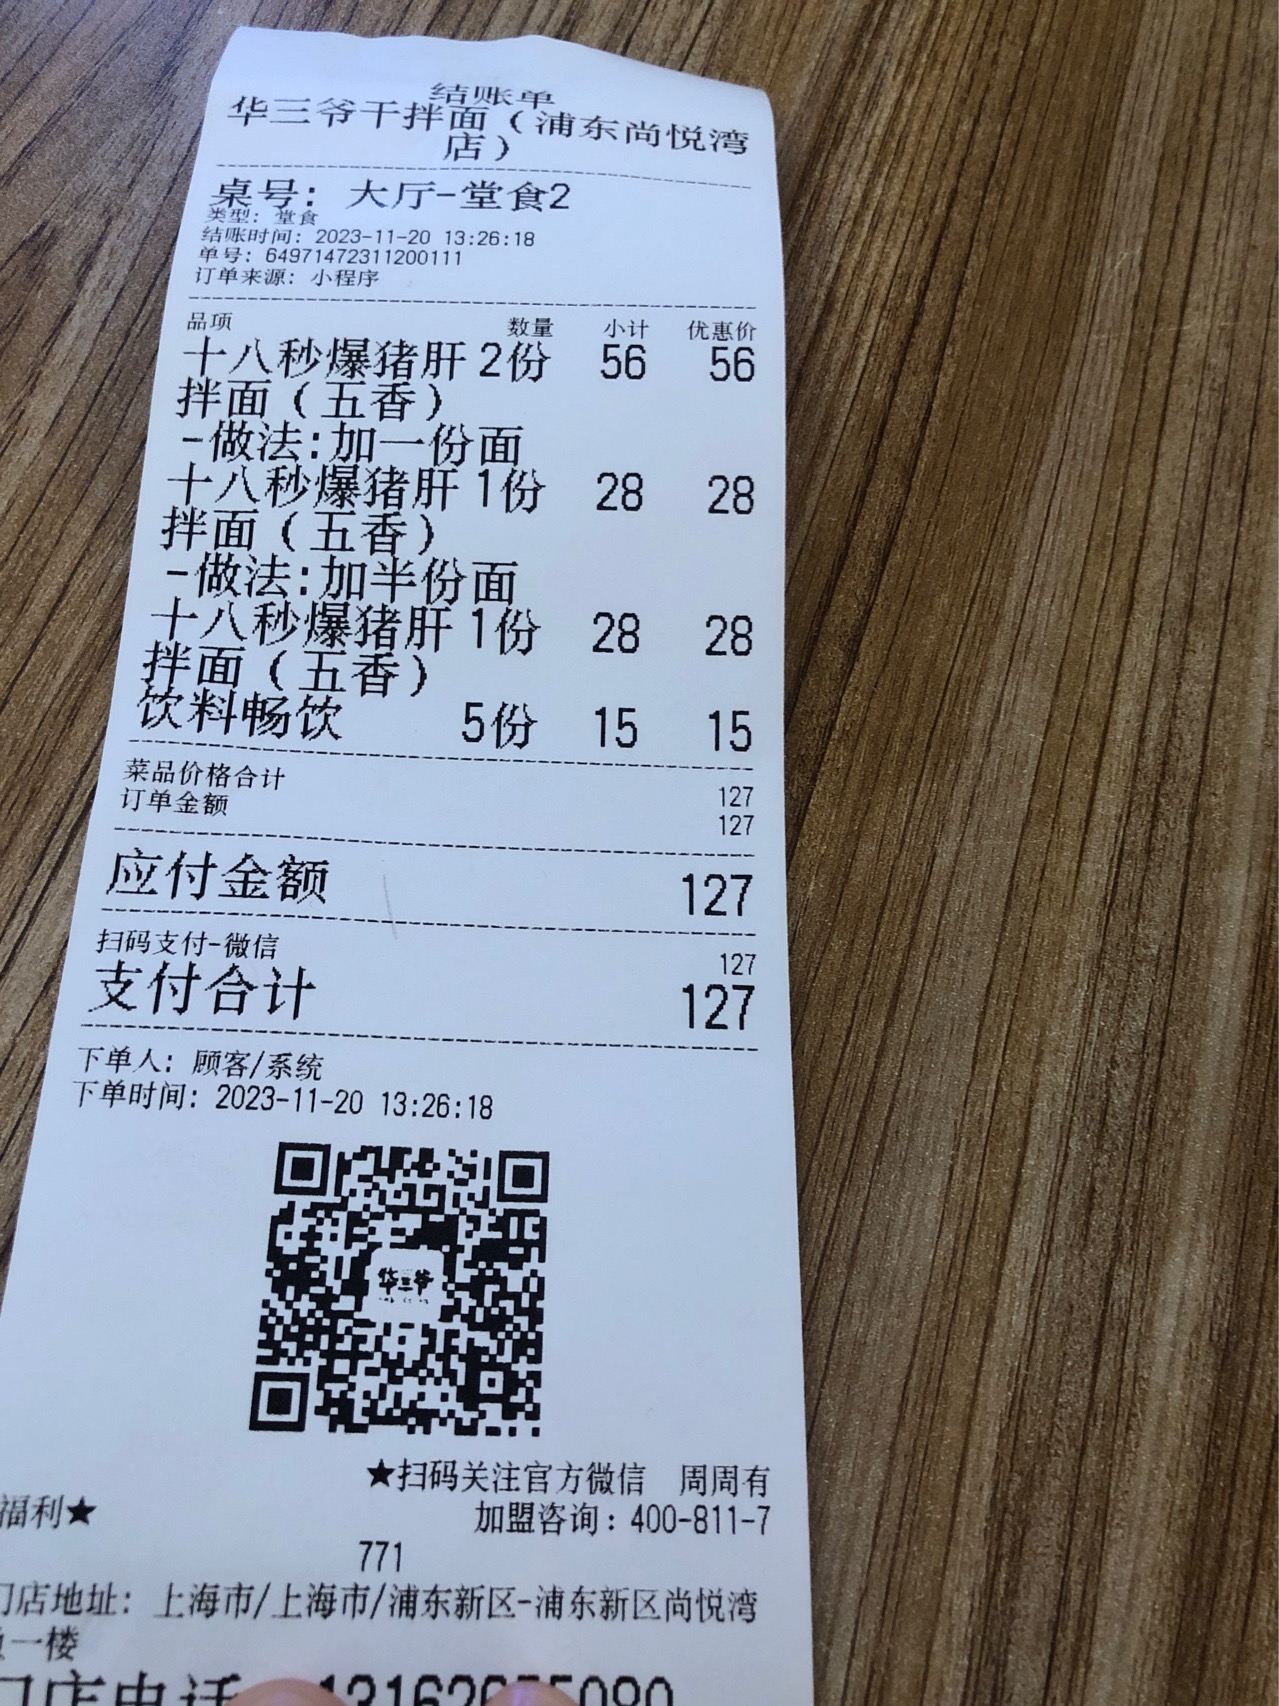 结账单
华三爷干拌面（浦东尚悦湾
店）
桌号：大厅-堂食2
类型：堂食
结账时间：2023-11-20 13:26:18
单号：64971472311200111
订单来源：小程序
品项 数量 小计 优惠价
十八秒爆猪肝 2份 56 56
拌面（五香）
-做法:加一份面
十八秒爆猪肝 1份 28 28
拌面（五香）
-做法:加半份面
十八秒爆猪肝 1份 28 28
拌面（五香）
饮料畅饮 5份 15 15
菜品价格合计 127
订单金额 127
应付金额 127
扫码支付-微信 127
支付合计 127
下单人：顾客/系统
下单时间：2023-11-20 13:26:18
华三爷
★扫码关注官方微信 周周有
福利★ 加盟咨询：400-811-7
771
门店地址：上海市/上海市/浦东新区-浦东新区尚悦湾
一楼
门店电话